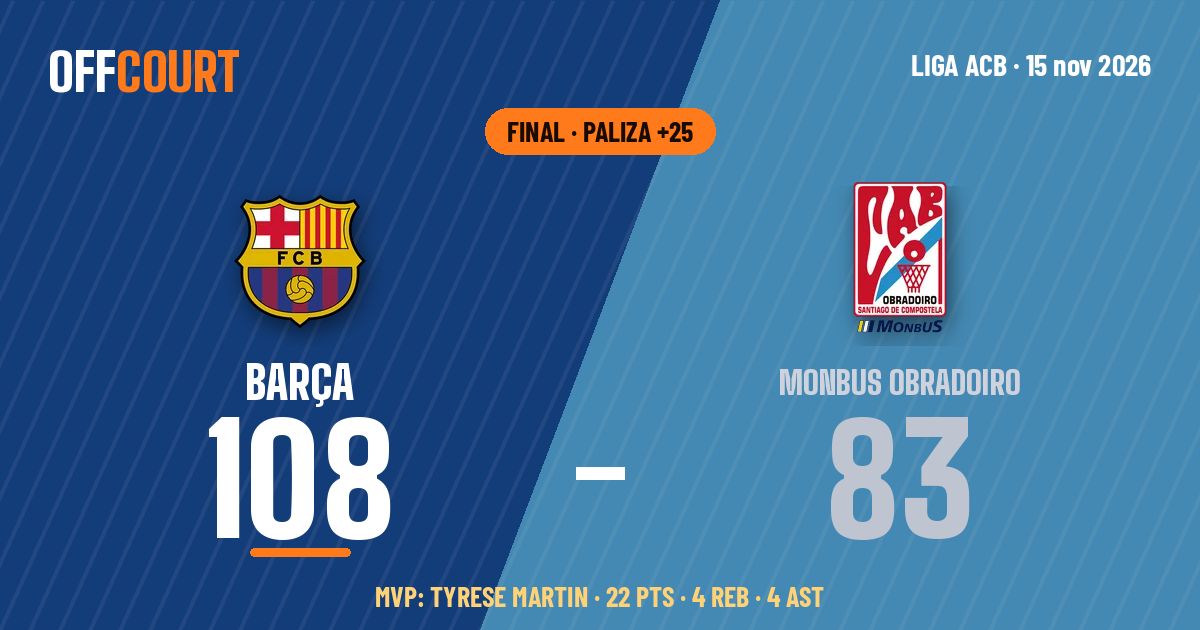 OFFCOURT
LIGA ACB · 15 nov 2026
FINAL · PALIZA +25
FCB
CAB
OBRADOIRO
SANTIAGO DE COMPOSTELA
MONBUS
BARÇA
MONBUS OBRADOIRO
108 – 83
MVP: TYRESE MARTIN · 22 PTS · 4 REB · 4 AST